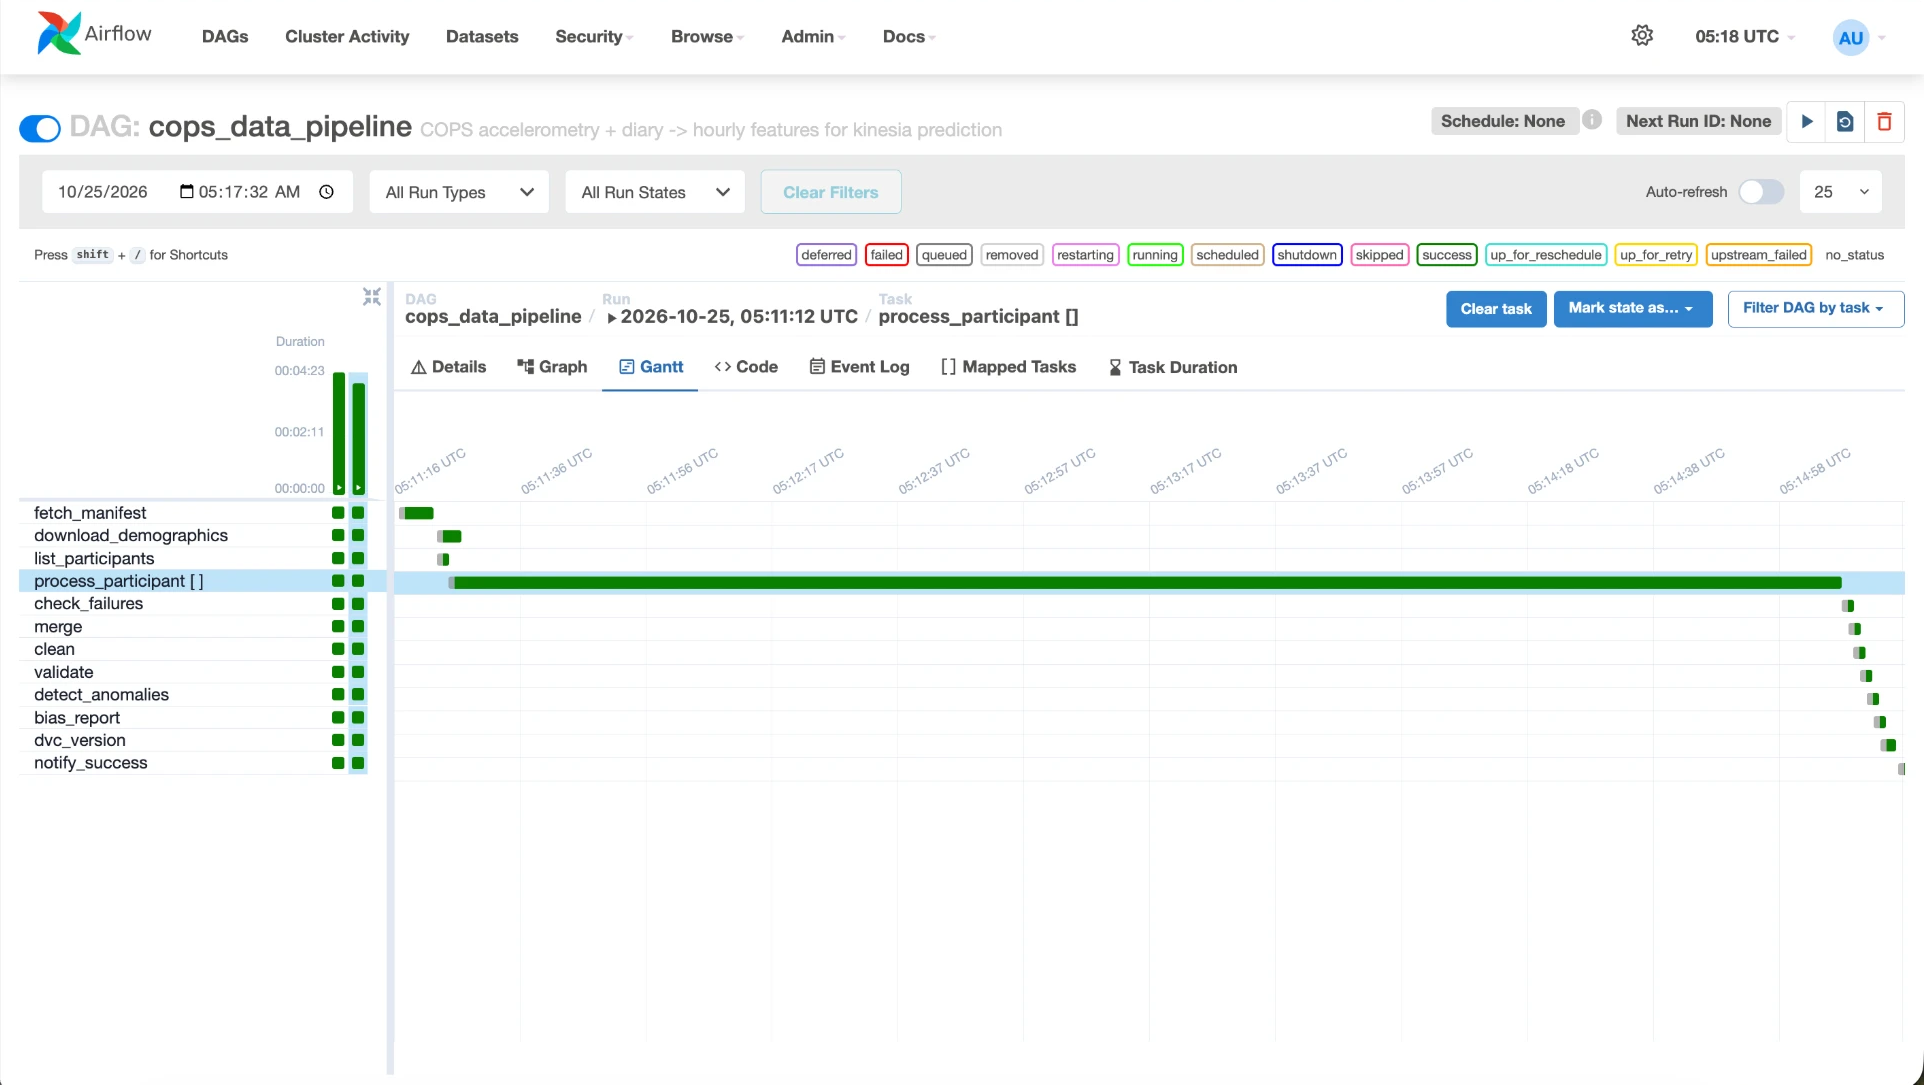 Airflow DAGs Cluster Activity Datasets Security Browse Admin Docs 05:18 UTC AU
DAG: cops_data_pipeline COPS accelerometry + diary -> hourly features for kinesia prediction Schedule: None i Next Run ID: None
10/25/2026 05:17:32 AM All Run Types All Run States Clear Filters Auto-refresh 25
Press shift + / for Shortcuts deferred failed queued removed restarting running scheduled shutdown skipped success up_for_reschedule up_for_retry upstream_failed no_status
DAG Run Task
cops_data_pipeline / 2026-10-25, 05:11:12 UTC / process_participant [] Clear task Mark state as... Filter DAG by task
Details Graph Gantt Code Event Log [] Mapped Tasks Task Duration
Duration
00:04:23
00:02:11
00:00:00
05:11:16 UTC 05:11:36 UTC 05:11:56 UTC 05:12:17 UTC 05:12:37 UTC 05:12:57 UTC 05:13:17 UTC 05:13:37 UTC 05:13:57 UTC 05:14:18 UTC 05:14:38 UTC 05:14:58 UTC
fetch_manifest
download_demographics
list_participants
process_participant [ ]
check_failures
merge
clean
validate
detect_anomalies
bias_report
dvc_version
notify_success